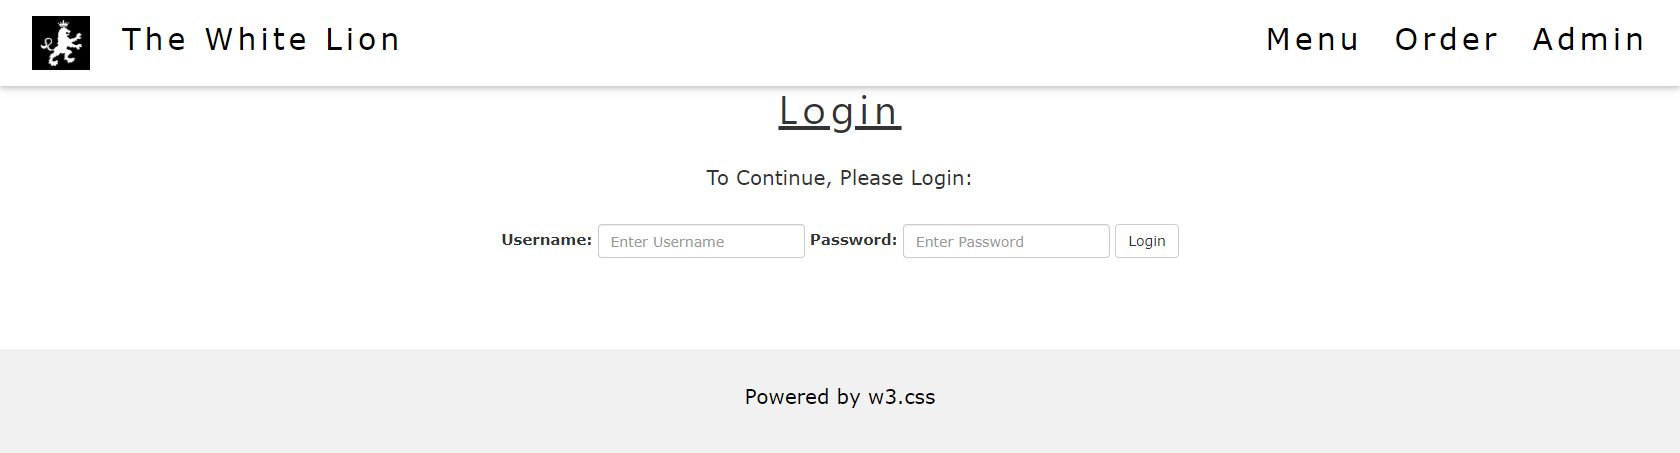 The White Lion Menu Order Admin
Login
To Continue, Please Login:
Username: Enter Username Password: Enter Password Login
Powered by w3.css